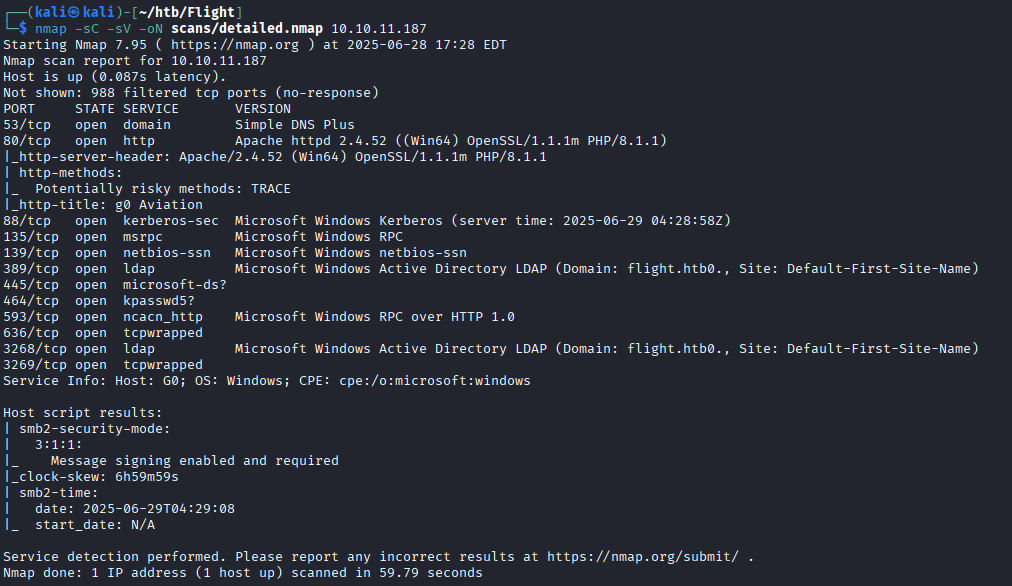 ┌──(kali㉿kali)-[~/htb/Flight]
└─$ nmap -sC -sV -oN scans/detailed.nmap 10.10.11.187
Starting Nmap 7.95 ( https://nmap.org ) at 2025-06-28 17:28 EDT
Nmap scan report for 10.10.11.187
Host is up (0.087s latency).
Not shown: 988 filtered tcp ports (no-response)
PORT     STATE SERVICE       VERSION
53/tcp   open  domain        Simple DNS Plus
80/tcp   open  http          Apache httpd 2.4.52 ((Win64) OpenSSL/1.1.1m PHP/8.1.1)
|_http-server-header: Apache/2.4.52 (Win64) OpenSSL/1.1.1m PHP/8.1.1
| http-methods:
|_  Potentially risky methods: TRACE
|_http-title: g0 Aviation
88/tcp   open  kerberos-sec  Microsoft Windows Kerberos (server time: 2025-06-29 04:28:58Z)
135/tcp  open  msrpc         Microsoft Windows RPC
139/tcp  open  netbios-ssn   Microsoft Windows netbios-ssn
389/tcp  open  ldap          Microsoft Windows Active Directory LDAP (Domain: flight.htb0., Site: Default-First-Site-Name)
445/tcp  open  microsoft-ds?
464/tcp  open  kpasswd5?
593/tcp  open  ncacn_http    Microsoft Windows RPC over HTTP 1.0
636/tcp  open  tcpwrapped
3268/tcp open  ldap          Microsoft Windows Active Directory LDAP (Domain: flight.htb0., Site: Default-First-Site-Name)
3269/tcp open  tcpwrapped
Service Info: Host: G0; OS: Windows; CPE: cpe:/o:microsoft:windows

Host script results:
| smb2-security-mode:
|   3:1:1:
|_    Message signing enabled and required
|_clock-skew: 6h59m59s
| smb2-time:
|   date: 2025-06-29T04:29:08
|_  start_date: N/A

Service detection performed. Please report any incorrect results at https://nmap.org/submit/ .
Nmap done: 1 IP address (1 host up) scanned in 59.79 seconds